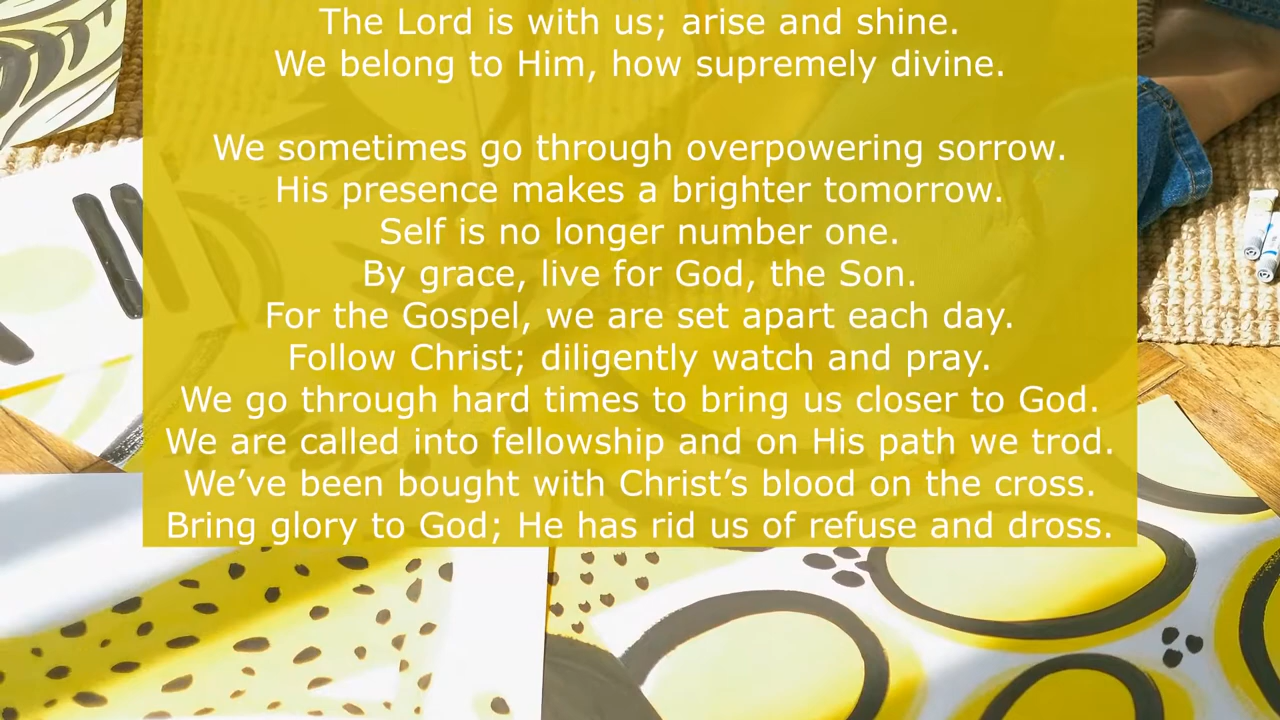 The Lord is with us; arise and shine.
We belong to Him, how supremely divine.
We sometimes go through overpowering sorrow.
His presence makes a brighter tomorrow.
Self is no longer number one.
By grace, live for God, the Son.
For the Gospel, we are set apart each day.
Follow Christ; diligently watch and pray.
We go through hard times to bring us closer to God.
We are called into fellowship and on His path we trod.
We’ve been bought with Christ’s blood on the cross.
Bring glory to God; He has rid us of refuse and dross.